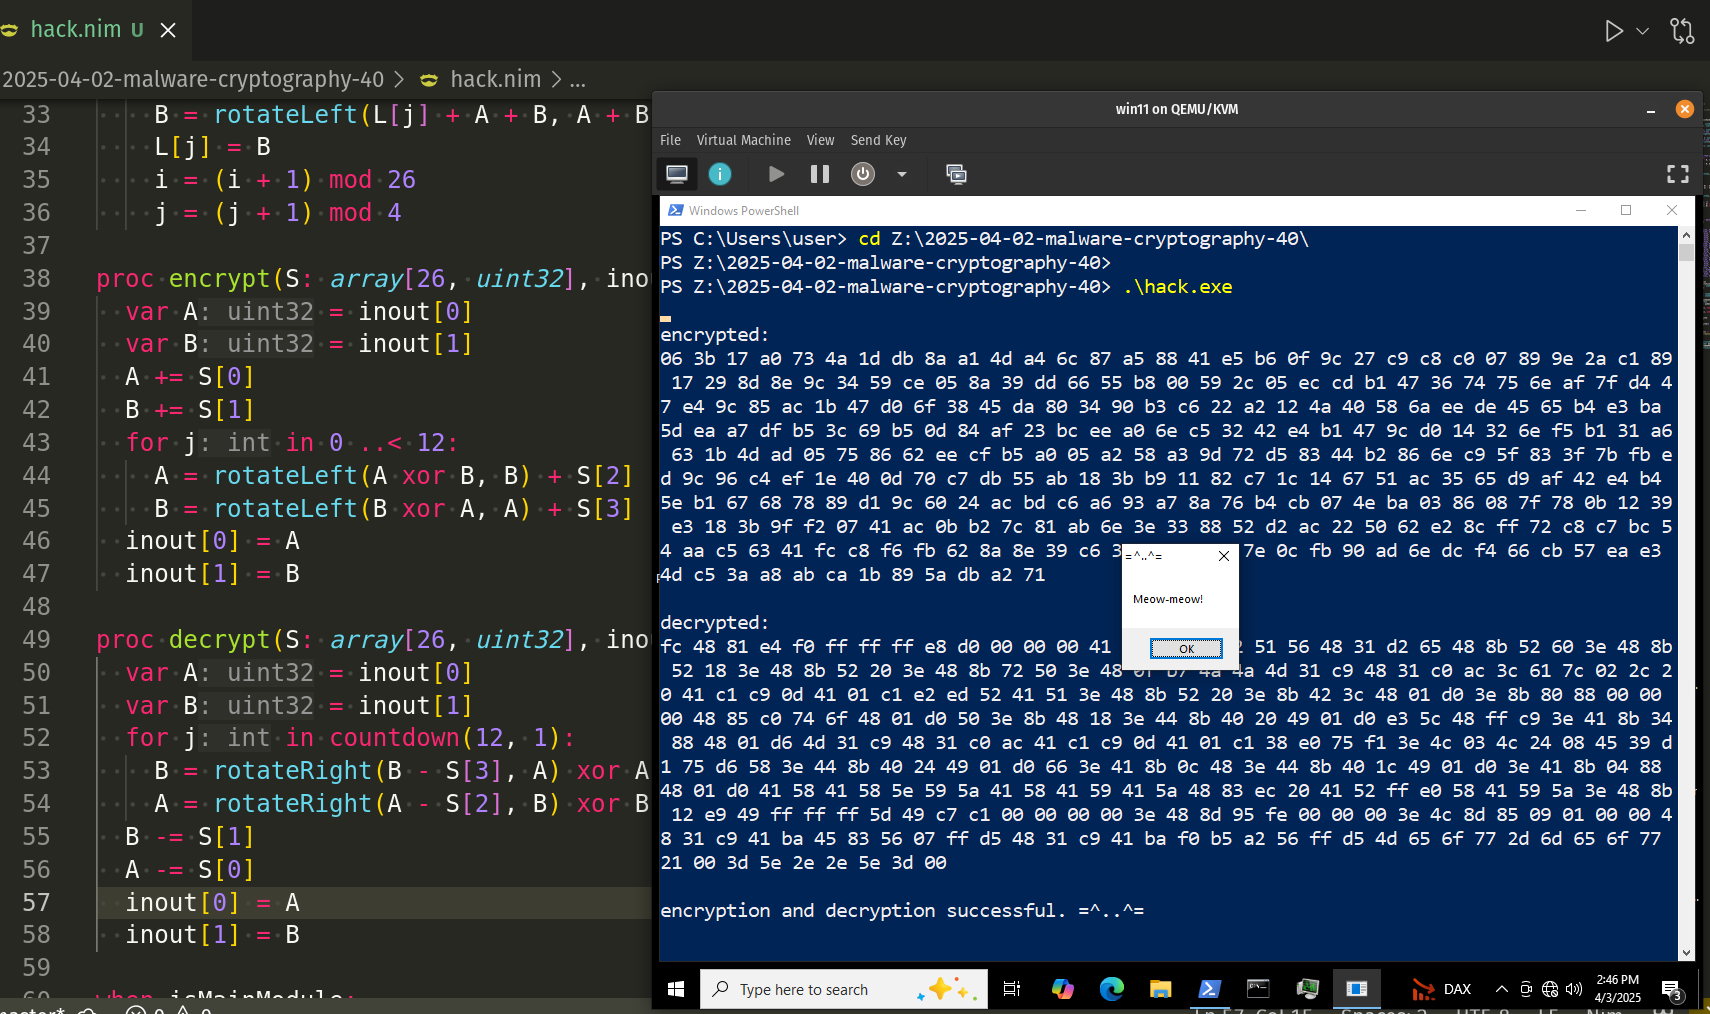 hack.nim U
2025-04-02-malware-cryptography-40 > hack.nim > ...
33 B = rotateLeft(L[j] + A + B, A + B
34 L[j] = B
35 i = (i + 1) mod 26
36 j = (j + 1) mod 4
37
38 proc encrypt(S: array[26, uint32], ino
39 var A: uint32 = inout[0]
40 var B: uint32 = inout[1]
41 A += S[0]
42 B += S[1]
43 for j: int in 0 ..< 12:
44 A = rotateLeft(A xor B, B) + S[2]
45 B = rotateLeft(B xor A, A) + S[3]
46 inout[0] = A
47 inout[1] = B
48
49 proc decrypt(S: array[26, uint32], ino
50 var A: uint32 = inout[0]
51 var B: uint32 = inout[1]
52 for j: int in countdown(12, 1):
53 B = rotateRight(B - S[3], A) xor A
54 A = rotateRight(A - S[2], B) xor B
55 B -= S[1]
56 A -= S[0]
57 inout[0] = A
58 inout[1] = B
59
60 when isMainModule:
win11 on QEMU/KVM
File Virtual Machine View Send Key
Windows PowerShell
PS C:\Users\user> cd Z:\2025-04-02-malware-cryptography-40\
PS Z:\2025-04-02-malware-cryptography-40>
PS Z:\2025-04-02-malware-cryptography-40> .\hack.exe
encrypted:
06 3b 17 a0 73 4a 1d db 8a a1 4d a4 6c 87 a5 88 41 e5 b6 0f 9c 27 c9 c8 c0 07 89 9e 2a c1 89
17 29 8d 8e 9c 34 59 ce 05 8a 39 dd 66 55 b8 00 59 2c 05 ec cd b1 47 36 74 75 6e af 7f d4 4
7 e4 9c 85 ac 1b 47 d0 6f 38 45 da 80 34 90 b3 c6 22 a2 12 4a 40 58 6a ee de 45 65 b4 e3 ba
5d ea a7 df b5 3c 69 b5 0d 84 af 23 bc ee a0 6e c5 32 42 e4 b1 47 9c d0 14 32 6e f5 b1 31 a6
63 1b 4d ad 05 75 86 62 ee cf b5 a0 05 a2 58 a3 9d 72 d5 83 44 b2 86 6e c9 5f 83 3f 7b fb e
d 9c 96 c4 ef 1e 40 0d 70 c7 db 55 ab 18 3b b9 11 82 c7 1c 14 67 51 ac 35 65 d9 af 42 e4 b4
5e b1 67 68 78 89 d1 9c 60 24 ac bd c6 a6 93 a7 8a 76 b4 cb 07 4e ba 03 86 08 7f 78 0b 12 39
e3 18 3b 9f f2 07 41 ac 0b b2 7c 81 ab 6e 3e 33 88 52 d2 ac 22 50 62 e2 8c ff 72 c8 c7 bc 5
4 aa c5 63 41 fc c8 f6 fb 62 8a 8e 39 c6 7e 0c fb 90 ad 6e dc f4 66 cb 57 ea e3
4d c5 3a a8 ab ca 1b 89 5a db a2 71
=^..^=
Meow-meow!
OK
decrypted:
fc 48 81 e4 f0 ff ff ff e8 d0 00 00 00 41 51 56 48 31 d2 65 48 8b 52 60 3e 48 8b
52 18 3e 48 8b 52 20 3e 48 8b 72 50 3e 48 0f b7 4a 4a 4d 31 c9 48 31 c0 ac 3c 61 7c 02 2c 2
0 41 c1 c9 0d 41 01 c1 e2 ed 52 41 51 3e 48 8b 52 20 3e 8b 42 3c 48 01 d0 3e 8b 80 88 00 00
00 48 85 c0 74 6f 48 01 d0 50 3e 8b 48 18 3e 44 8b 40 20 49 01 d0 e3 5c 48 ff c9 3e 41 8b 34
88 48 01 d6 4d 31 c9 48 31 c0 ac 41 c1 c9 0d 41 01 c1 38 e0 75 f1 3e 4c 03 4c 24 08 45 39 d
1 75 d6 58 3e 44 8b 40 24 49 01 d0 66 3e 41 8b 0c 48 3e 44 8b 40 1c 49 01 d0 3e 41 8b 04 88
48 01 d0 41 58 41 58 5e 59 5a 41 58 41 59 41 5a 48 83 ec 20 41 52 ff e0 58 41 59 5a 3e 48 8b
12 e9 49 ff ff ff 5d 49 c7 c1 00 00 00 00 3e 48 8d 95 fe 00 00 00 3e 4c 8d 85 09 01 00 00 4
8 31 c9 41 ba 45 83 56 07 ff d5 48 31 c9 41 ba f0 b5 a2 56 ff d5 4d 65 6f 77 2d 6d 65 6f 77
21 00 3d 5e 2e 2e 5e 3d 00
encryption and decryption successful. =^..^=
Type here to search
DAX
2:46 PM
4/3/2025
3